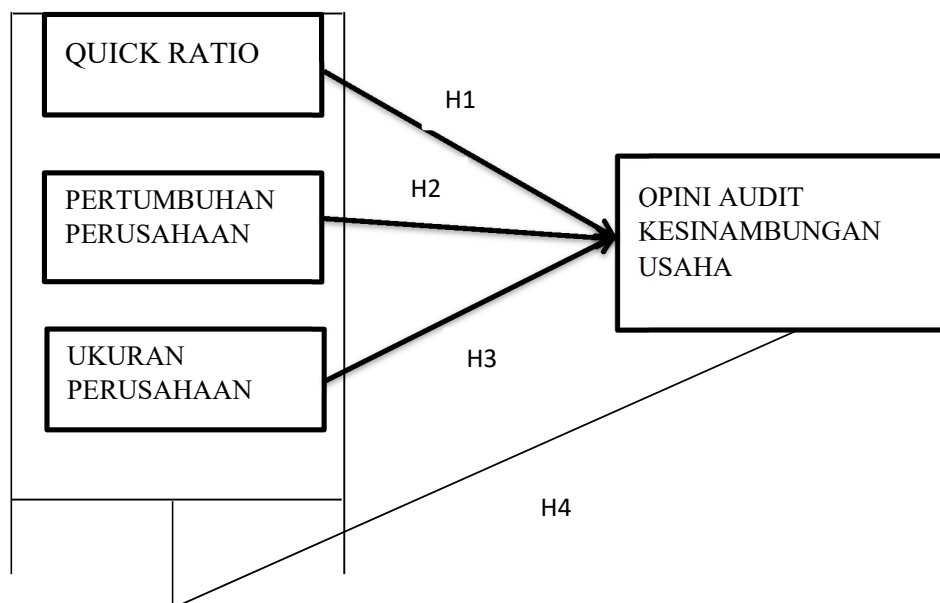 QUICK RATIO
H1
PERTUMBUHAN
PERUSAHAAN
H2
OPINI AUDIT
KESINAMBUNGAN
USAHA
UKURAN
PERUSAHAAN
H3
H4